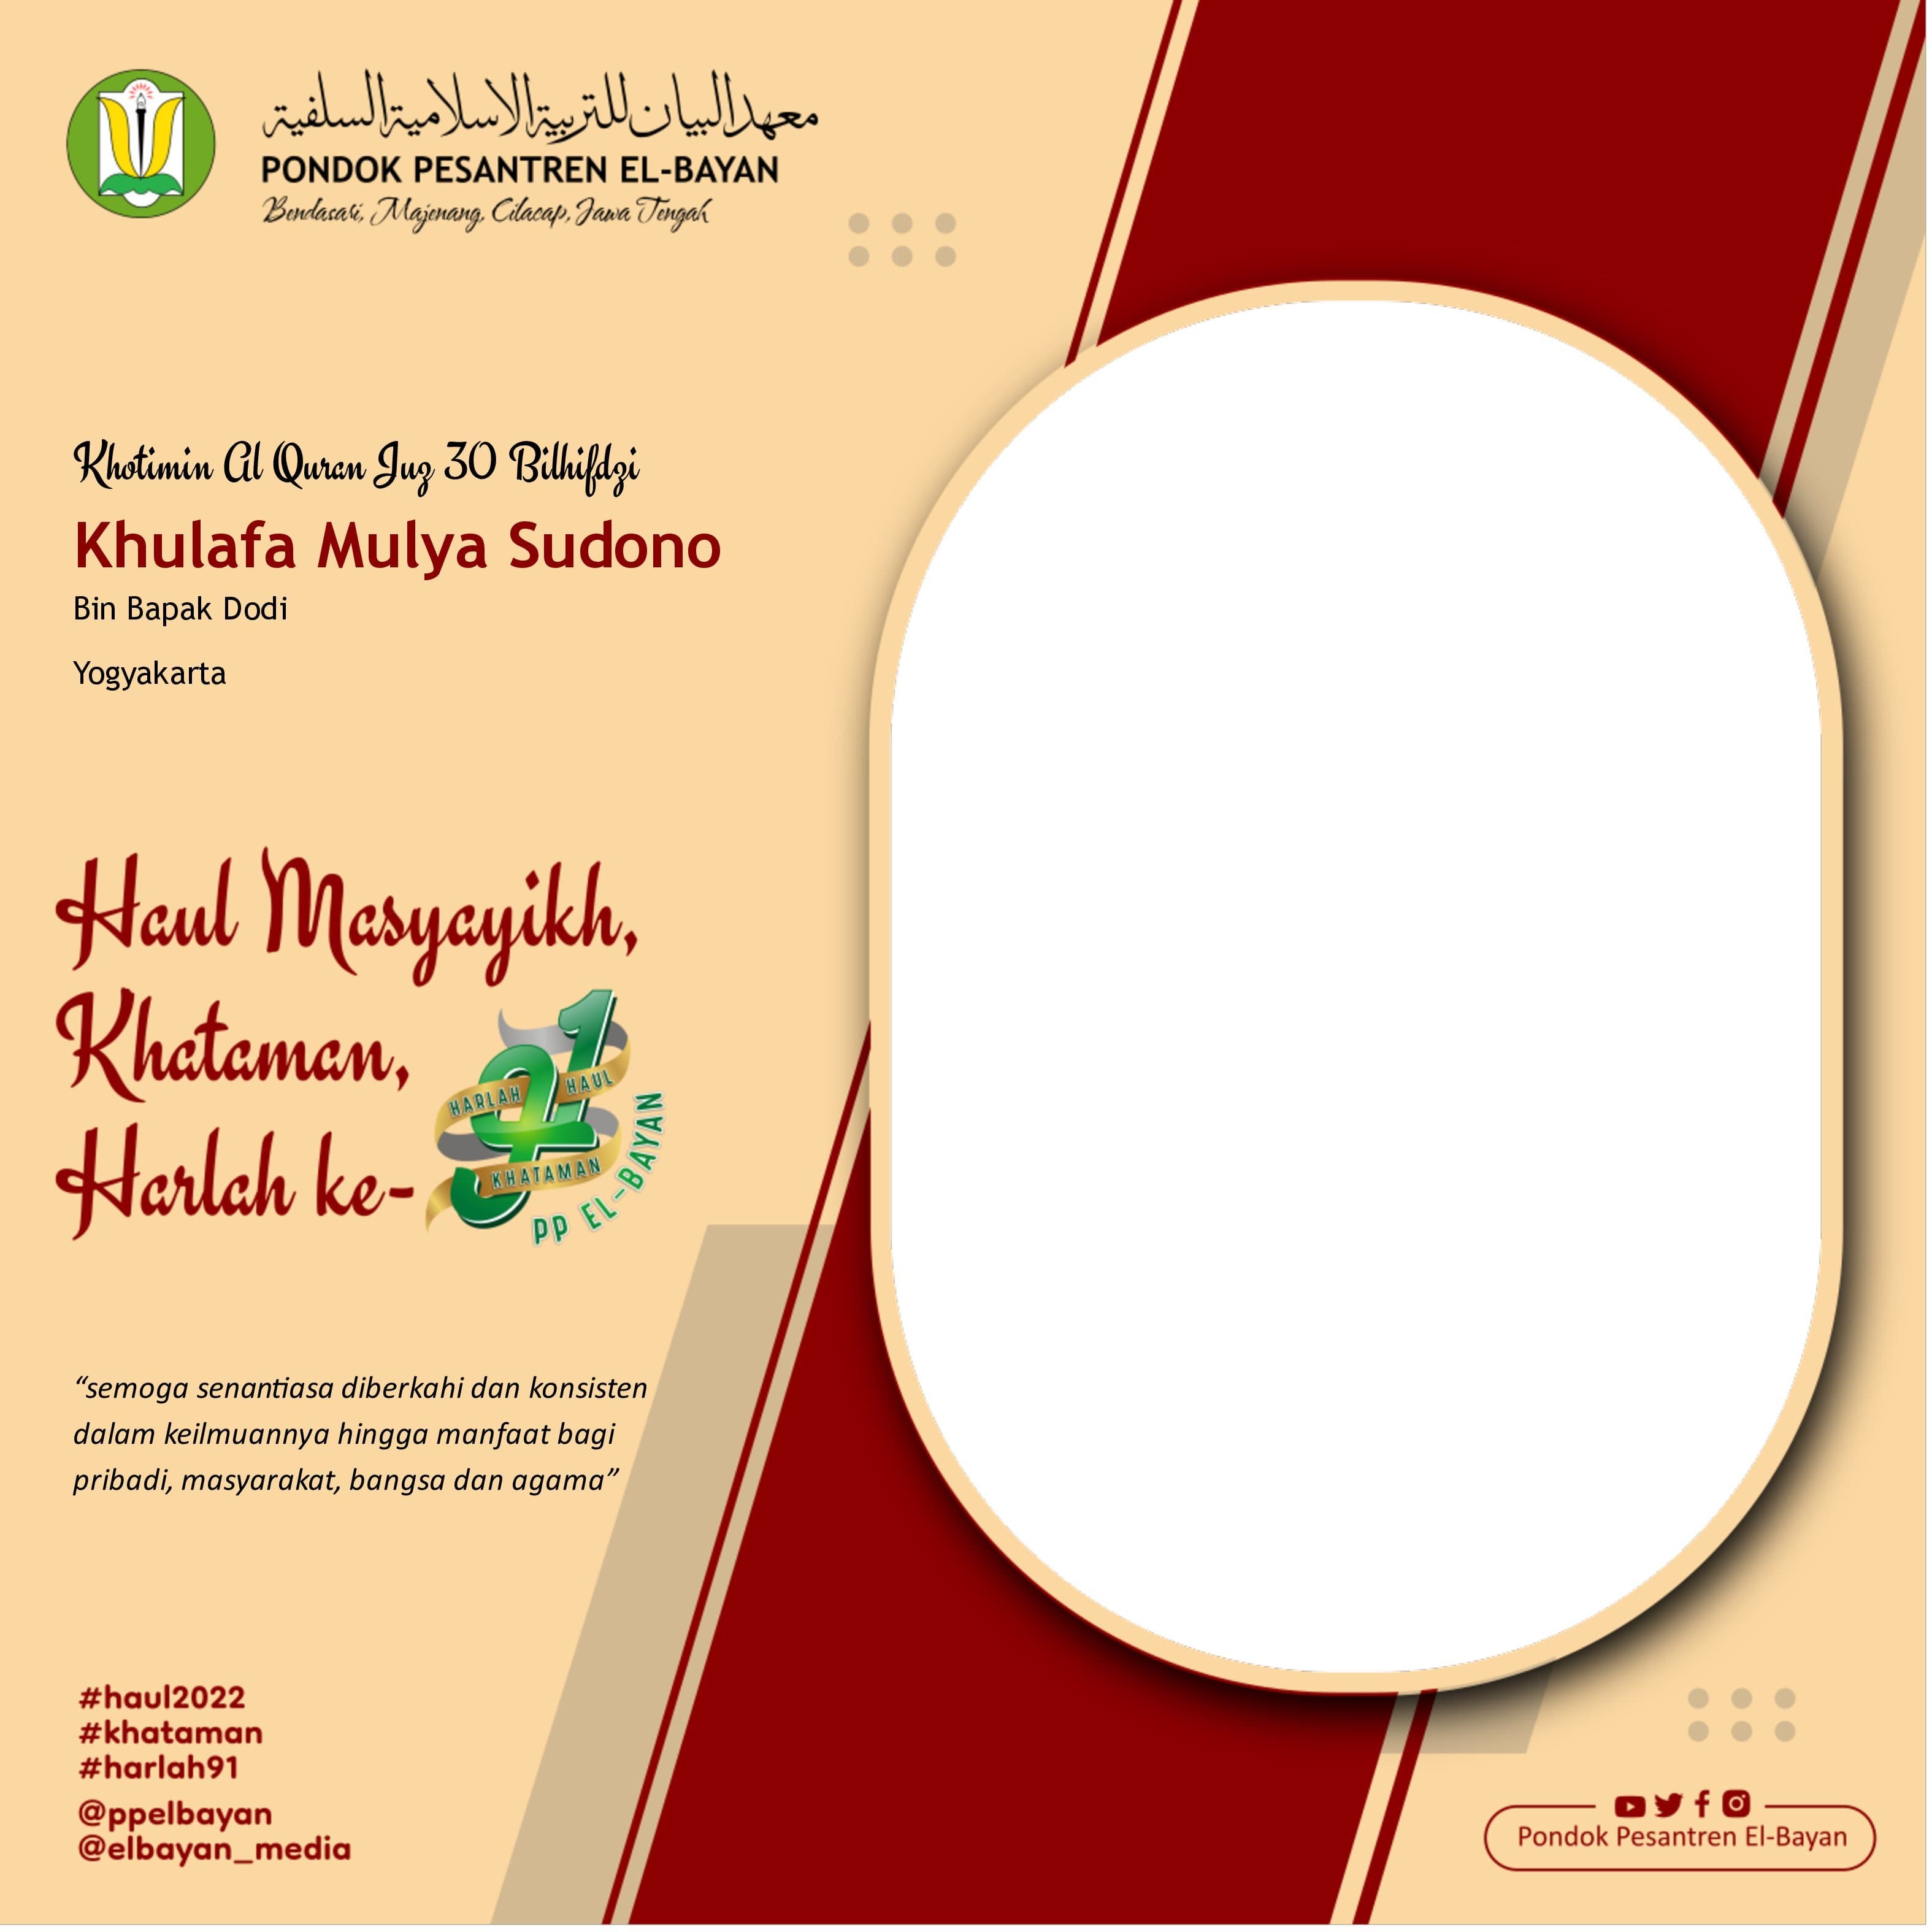 معهد البيان للتربية الاسلامية السلفية
PONDOK PESANTREN EL-BAYAN
Bendasari, Majenang, Cilacap, Jawa Tengah
Khotimin Al Quran Juz 30 Bilhifdzi
Khulafa Mulya Sudono
Bin Bapak Dodi
Yogyakarta
Haul Masyayikh,
Khataman,
Harlah ke-
91
HARLAH HAUL
KHATAMAN
PP EL-BAYAN
“semoga senantiasa diberkahi dan konsisten
dalam keilmuannya hingga manfaat bagi
pribadi, masyarakat, bangsa dan agama”
#haul2022
#khataman
#harlah91
@ppelbayan
@elbayan_media
Pondok Pesantren El-Bayan